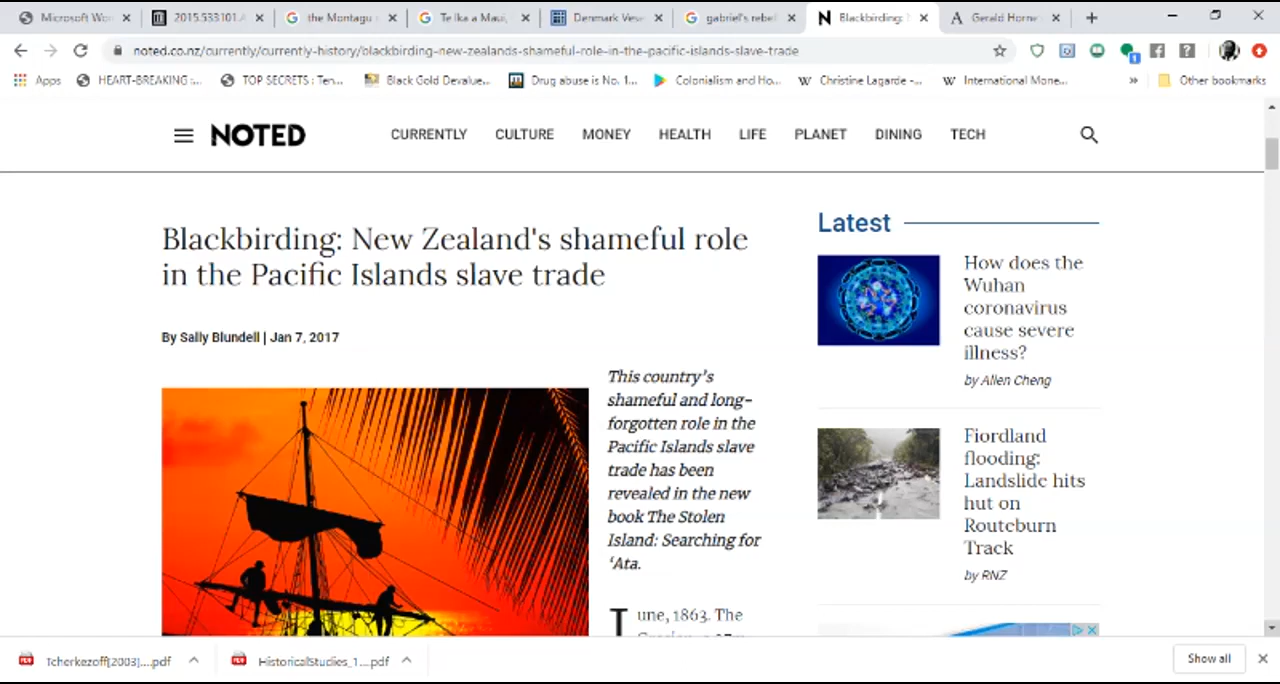 Microsoft Wor
2015.533101.
the Montagu
Te Ika a Maui,
Denmark Vese
gabriel's rebel
Blackbirding:
Gerald Horne
noted.co.nz/currently/currently-history/blackbirding-new-zealands-shameful-role-in-the-pacific-islands-slave-trade
Apps
HEART-BREAKING :...
TOP SECRETS : Ten...
Black Gold Devalue...
Drug abuse is No. 1...
Colonialism and Ho...
Christine Lagarde -...
International Mone...
»
Other bookmarks
NOTED
CURRENTLY CULTURE MONEY HEALTH LIFE PLANET DINING TECH
Blackbirding: New Zealand's shameful role
in the Pacific Islands slave trade
By Sally Blundell | Jan 7, 2017
This country's
shameful and long-
forgotten role in the
Pacific Islands slave
trade has been
revealed in the new
book The Stolen
Island: Searching for
‘Ata.
une, 1863. The
Latest
How does the
Wuhan
coronavirus
cause severe
illness?
by Allen Cheng
Fiordland
flooding:
Landslide hits
hut on
Routeburn
Track
by RNZ
Tcherkezoff[2003]....pdf
HistoricalStudies_1....pdf
Show all